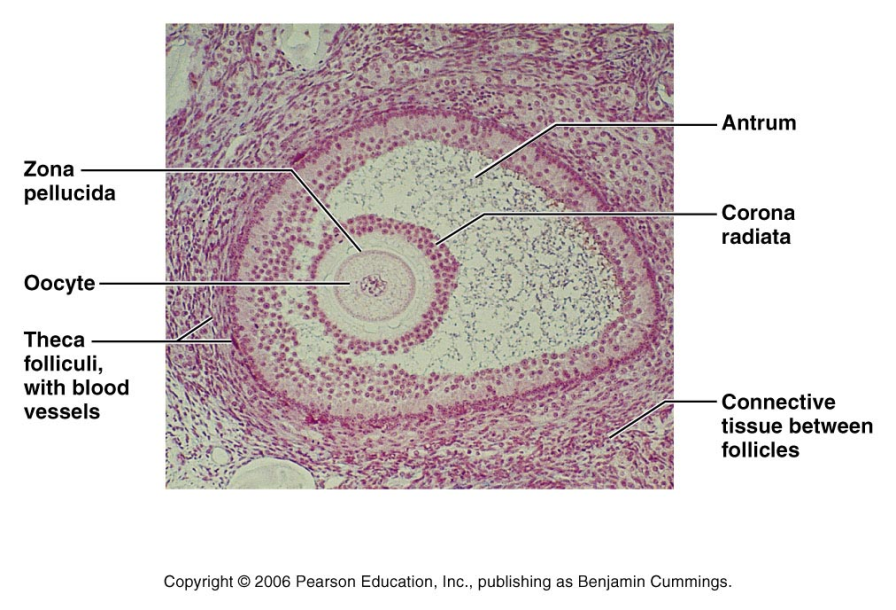 Zona
pellucida
Oocyte
Theca
folliculi,
with blood
vessels
Antrum
Corona
radiata
Connective
tissue between
follicles
Copyright © 2006 Pearson Education, Inc., publishing as Benjamin Cummings.